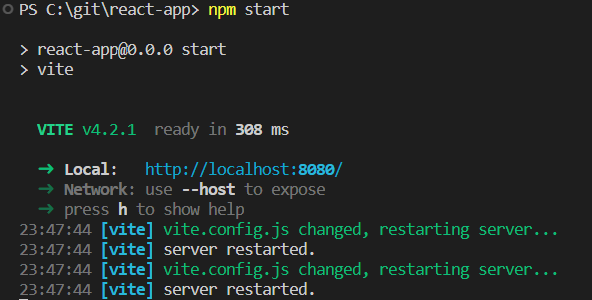 PS C:\git\react-app> npm start
> react-app@0.0.0 start
> vite
VITE v4.2.1 ready in 308 ms
➜ Local: http://localhost:8080/
➜ Network: use --host to expose
➜ press h to show help
23:47:44 [vite] vite.config.js changed, restarting server...
23:47:44 [vite] server restarted.
23:47:44 [vite] vite.config.js changed, restarting server...
23:47:44 [vite] server restarted.